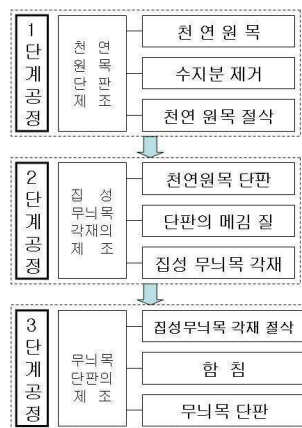 1단계공정
천 연
원 목
단 판
제 조
천 연 원 목
수지분 제거
천연 원목 절삭
2단계공정
집 성
무늬목
각재의
제 조
천연원목 단판
단판의 메김 질
집성 무늬목 각재
3단계공정
무늬목
단판의
제 조
집성무늬목 각재 절삭
함 침
무늬목 단판